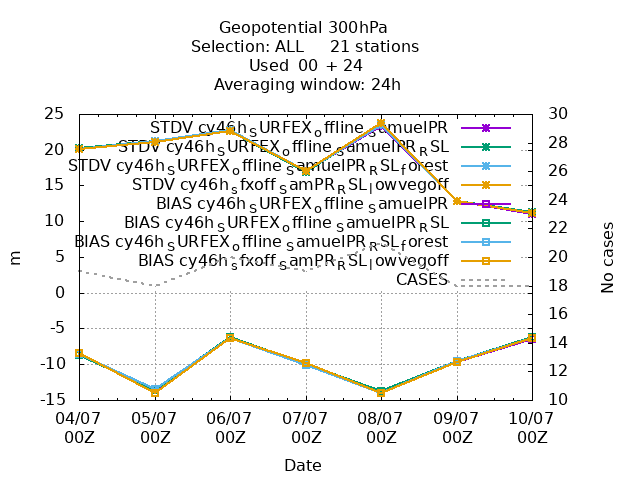 Geopotential 300hPa
Selection: ALL     21 stations
Used  00 + 24
Averaging window: 24h
25 30
STDV cy46h_SURFEX_offline_samuelPR
20 28
STDV cy46h_SURFEX_offline_samuelPR_RSL
STDV cy46h_SURFEX_offline_samuelPR_RSL_forest
15 26
STDV cy46h_sfxoff_samPR_RSL_lowvegoff
BIAS cy46h_SURFEX_offline_samuelPR
10 24
BIAS cy46h_SURFEX_offline_samuelPR_RSL
5 22
BIAS cy46h_SURFEX_offline_samuelPR_RSL_forest
BIAS cy46h_sfxoff_samPR_RSL_lowvegoff
20
CASES
0 18
-5 16
-10 14
12
-15 10
m
No cases
04/07 05/07 06/07 07/07 08/07 09/07 10/07
00Z 00Z 00Z 00Z 00Z 00Z 00Z
Date